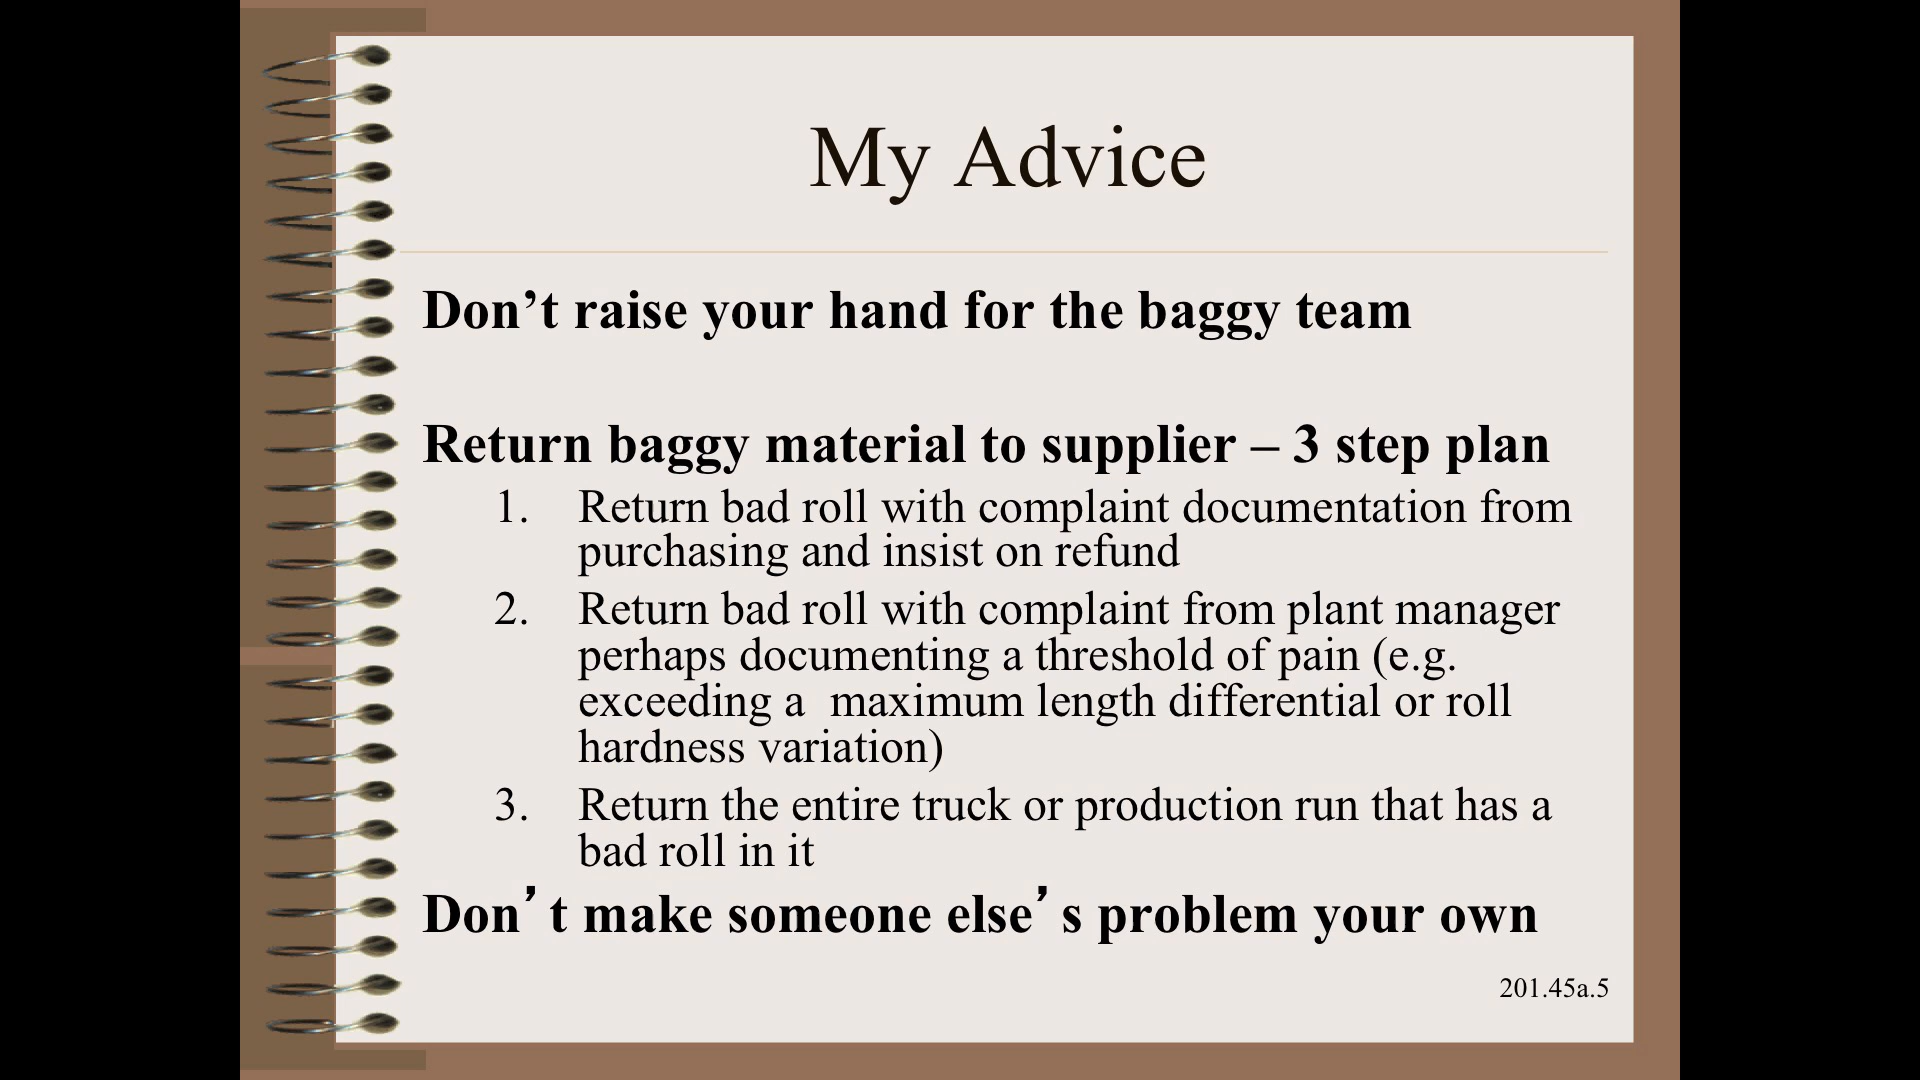 My Advice
Don’t raise your hand for the baggy team
Return baggy material to supplier – 3 step plan
1. Return bad roll with complaint documentation from
purchasing and insist on refund
2. Return bad roll with complaint from plant manager
perhaps documenting a threshold of pain (e.g.
exceeding a  maximum length differential or roll
hardness variation)
3. Return the entire truck or production run that has a
bad roll in it
Don’t make someone else’s problem your own
201.45a.5